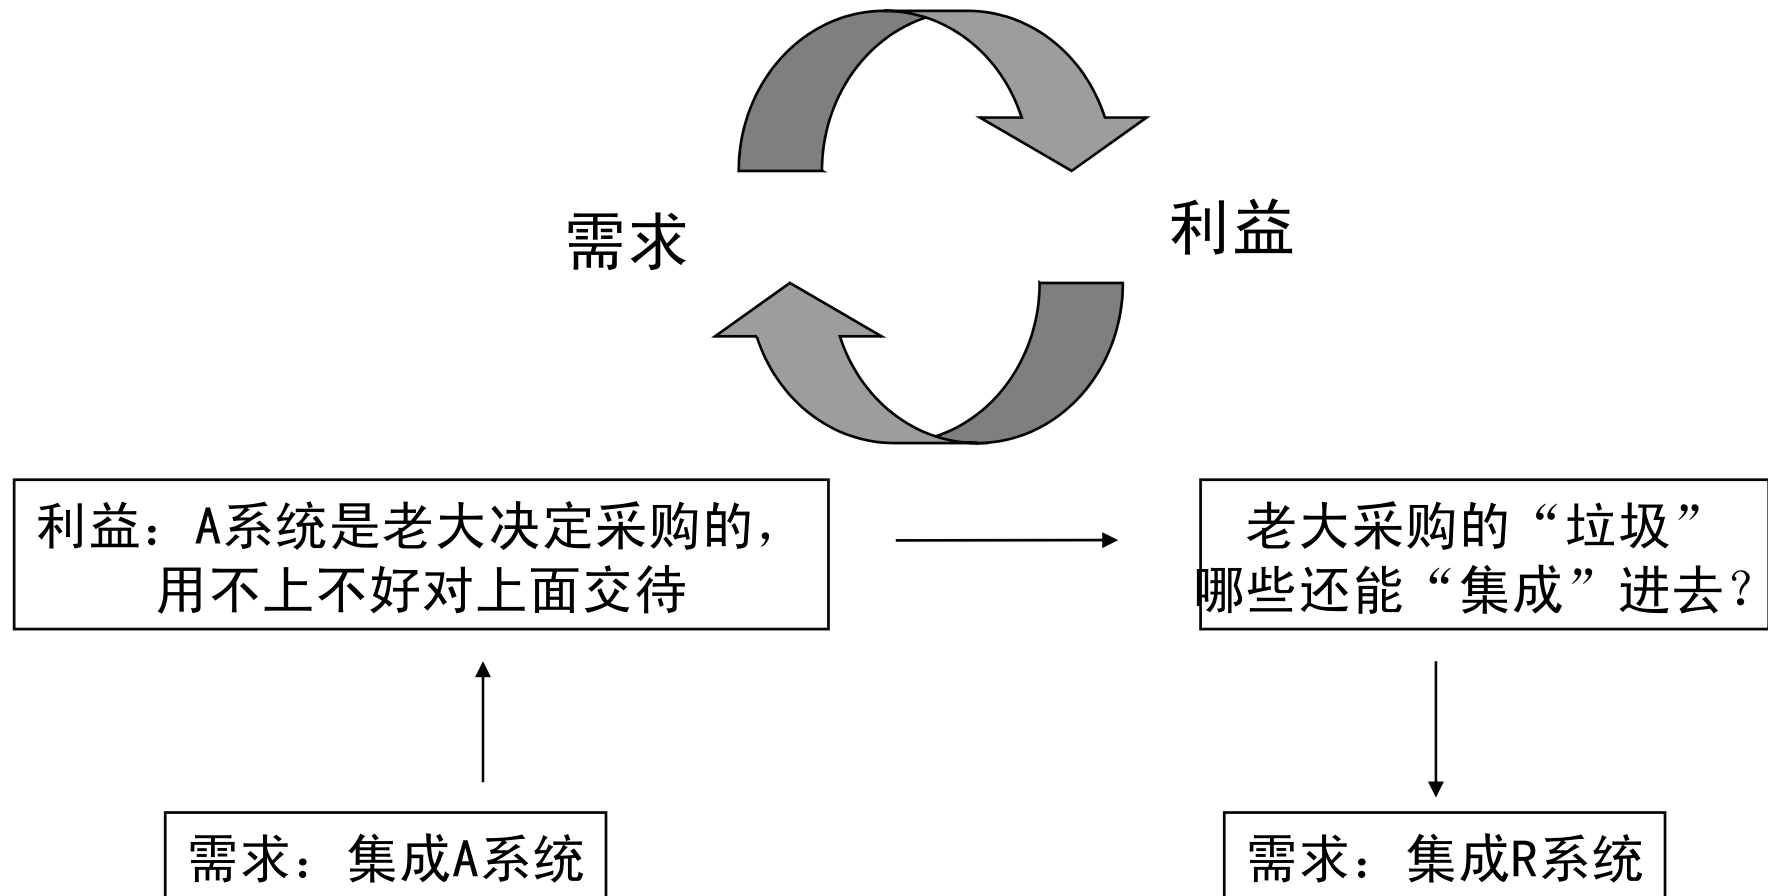 需求
利益
利益：A系统是老大决定采购的，
用不上不好对上面交待
老大采购的“垃圾”
哪些还能“集成”进去？
需求：集成A系统
需求：集成R系统